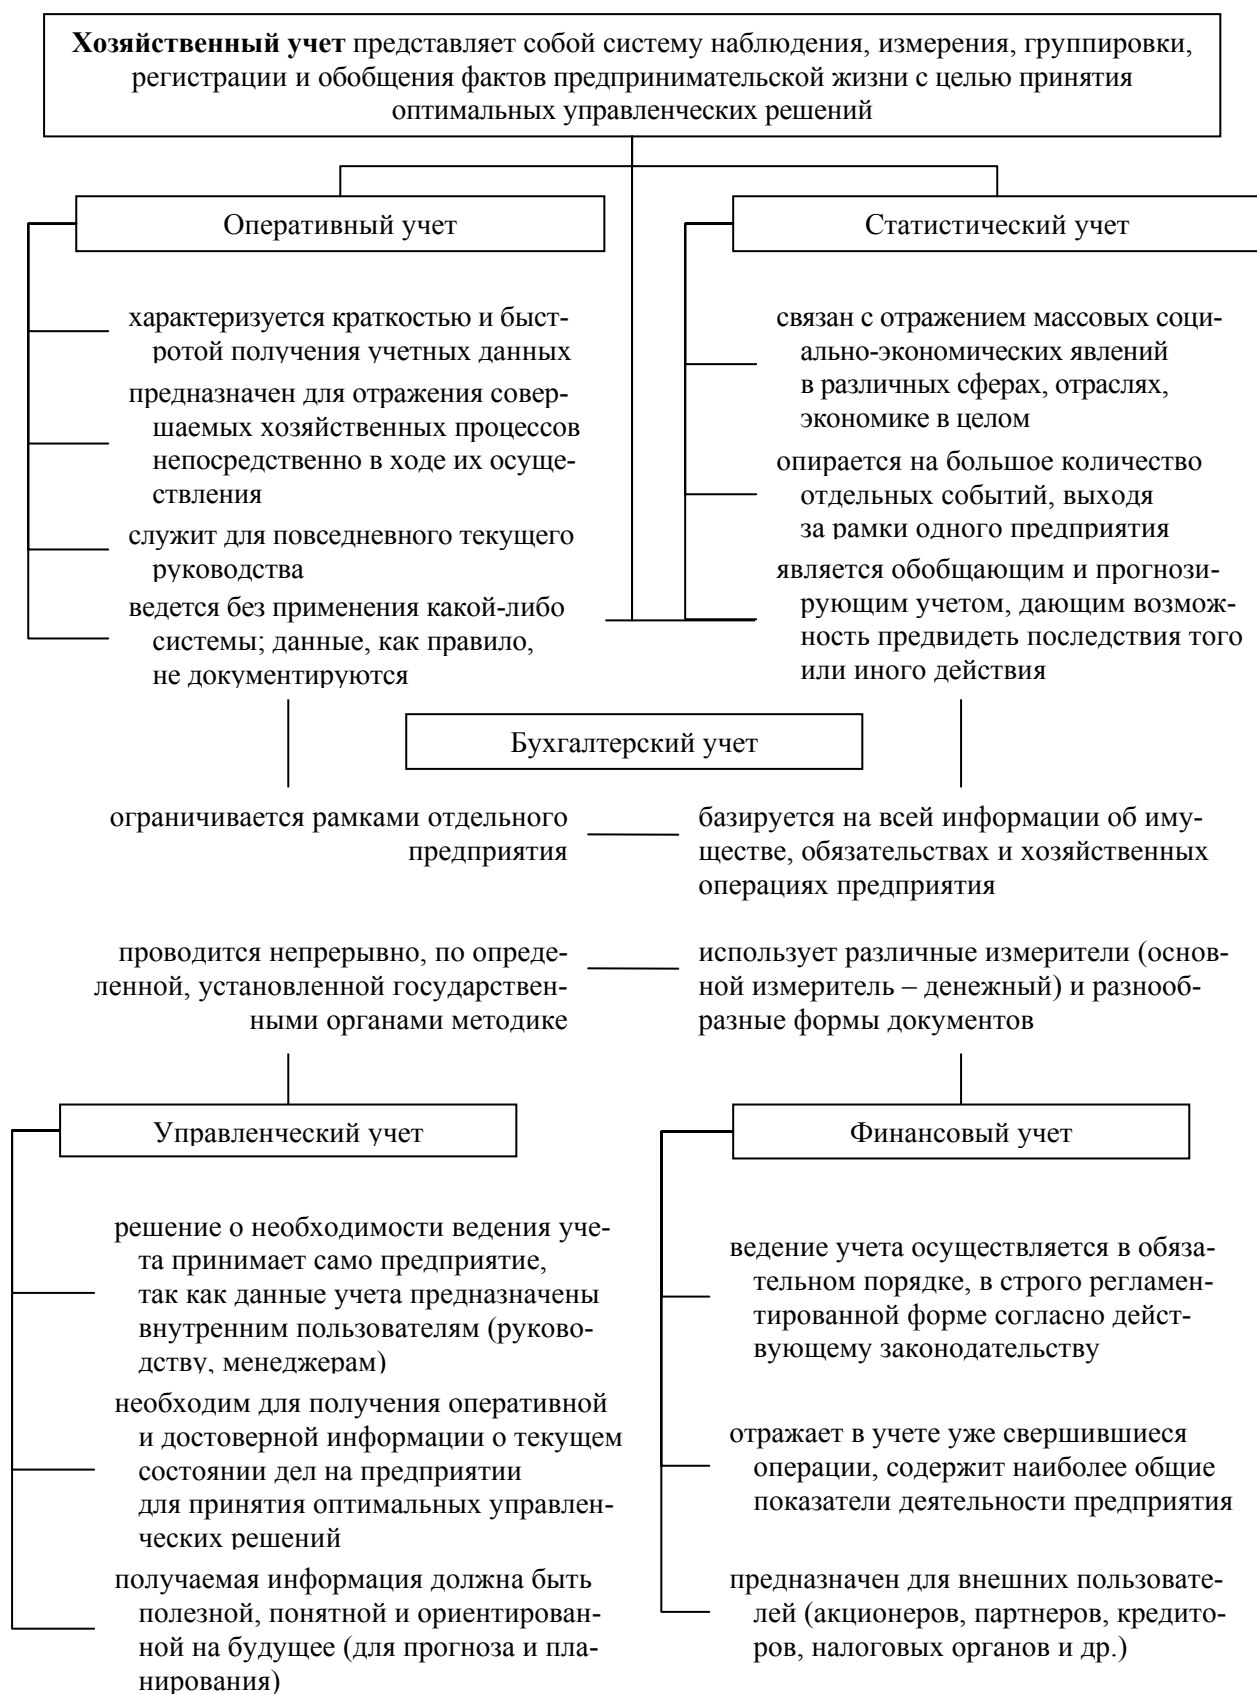 Хозяйственный учет представляет собой систему наблюдения, измерения, группировки,
регистрации и обобщения фактов предпринимательской жизни с целью принятия
оптимальных управленческих решений
Оперативный учет
характеризуется краткостью и быст-
ротой получения учетных данных
предназначен для отражения совер-
шаемых хозяйственных процессов
непосредственно в ходе их осуще-
ствления
служит для повседневного текущего
руководства
ведется без применения какой-либо
системы; данные, как правило,
не документируются
Статистический учет
связан с отражением массовых соци-
ально-экономических явлений
в различных сферах, отраслях,
экономике в целом
опирается на большое количество
отдельных событий, выходя
за рамки одного предприятия
является обобщающим и прогнози-
рующим учетом, дающим возмож-
ность предвидеть последствия того
или иного действия
Бухгалтерский учет
ограничивается рамками отдельного
предприятия
базируется на всей информации об иму-
ществе, обязательствах и хозяйственных
операциях предприятия
проводится непрерывно, по опреде-
ленной, установленной государствен-
ными органами методике
использует различные измерители (основ-
ной измеритель – денежный) и разнооб-
разные формы документов
Управленческий учет
решение о необходимости ведения уче-
та принимает само предприятие,
так как данные учета предназначены
внутренним пользователям (руково-
дству, менеджерам)
необходим для получения оперативной
и достоверной информации о текущем
состоянии дел на предприятии
для принятия оптимальных управлен-
ческих решений
получаемая информация должна быть
полезной, понятной и ориентирован-
ной на будущее (для прогноза и пла-
нирования)
Финансовый учет
ведение учета осуществляется в обяза-
тельном порядке, в строго регламен-
тированной форме согласно дейст-
вующему законодательству
отражает в учете уже свершившиеся
операции, содержит наиболее общие
показатели деятельности предприятия
предназначен для внешних пользовате-
лей (акционеров, партнеров, кредито-
ров, налоговых органов и др.)